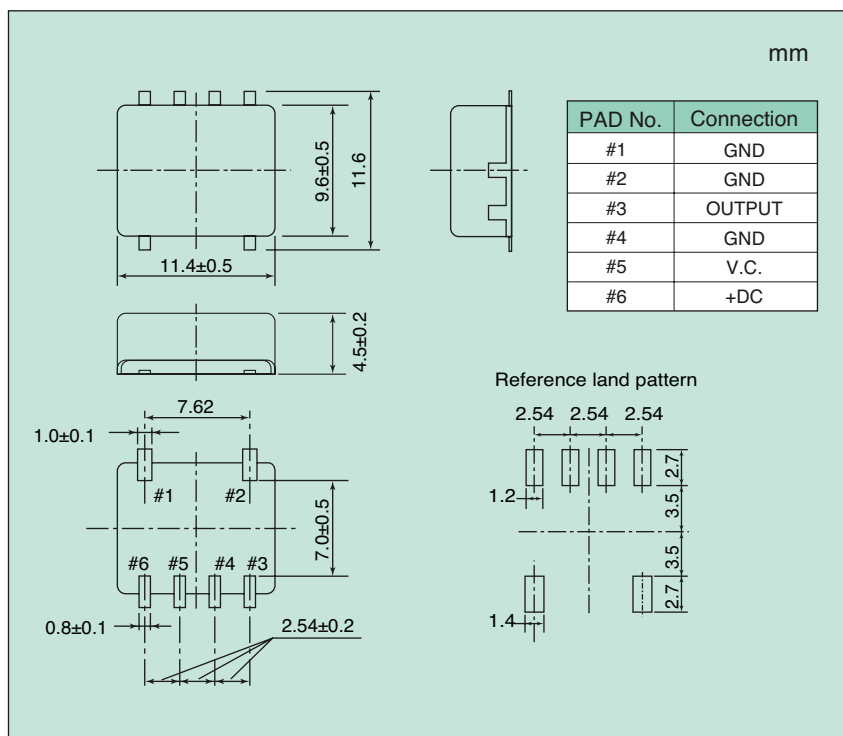 mm
9.6±0.5
11.6
11.4±0.5
PAD No. Connection
#1 GND
#2 GND
#3 OUTPUT
#4 GND
#5 V.C.
#6 +DC
4.5±0.2
7.62
1.0±0.1
#1 #2
7.0±0.5
#6 #5 #4 #3
0.8±0.1
2.54±0.2
Reference land pattern
2.54 2.54 2.54
2.7
1.2
3.5
3.5
2.7
1.4